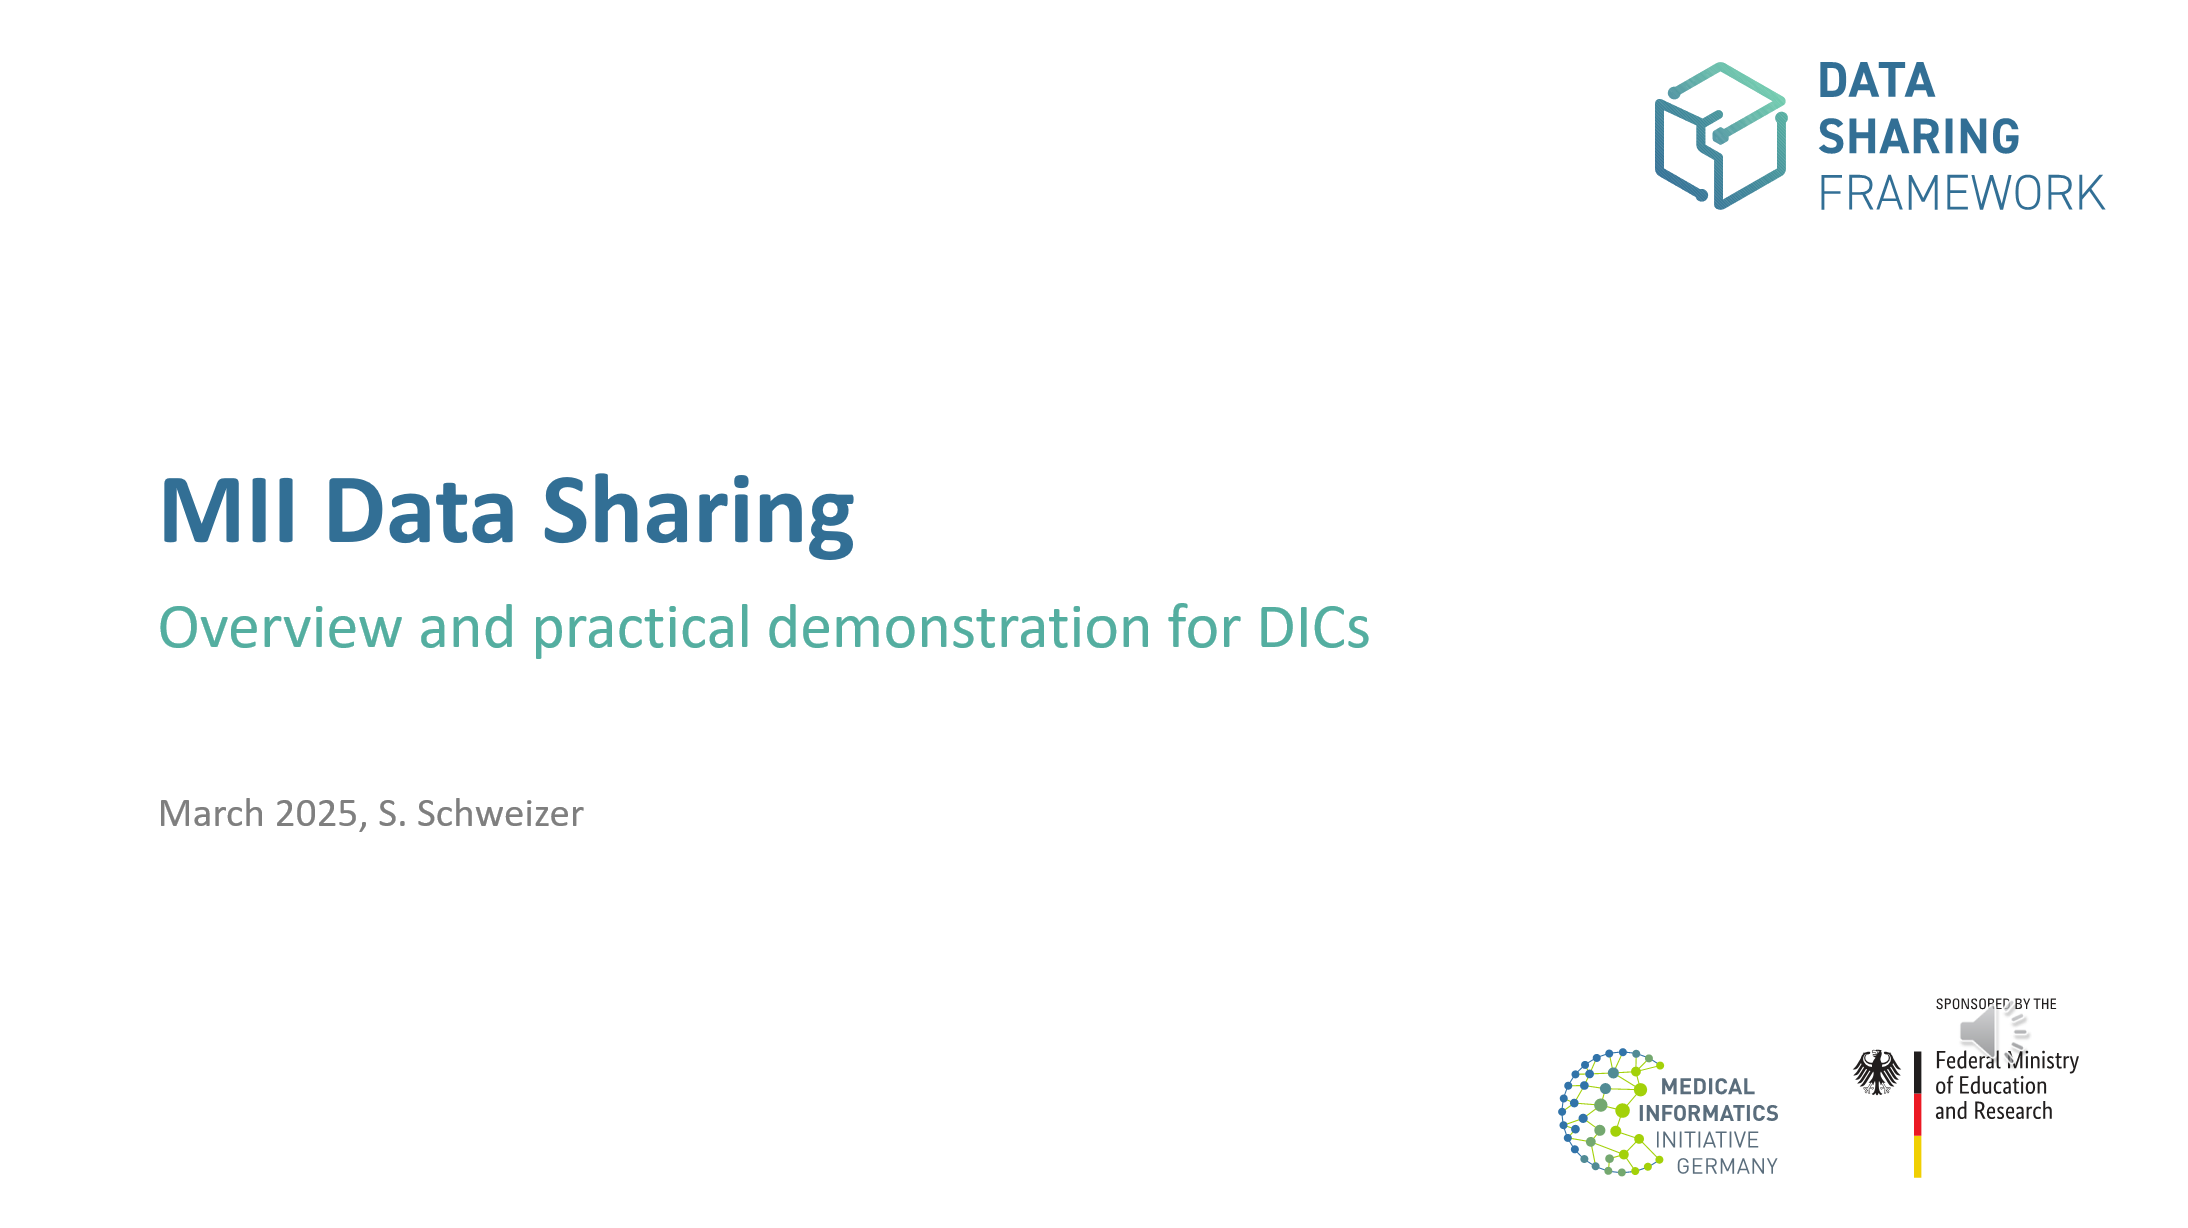 DATA
SHARING
FRAMEWORK
MII Data Sharing
Overview and practical demonstration for DICs
March 2025, S. Schweizer
MEDICAL
INFORMATICS
INITIATIVE
GERMANY
SPONSORED BY THE
Federal Ministry
of Education
and Research